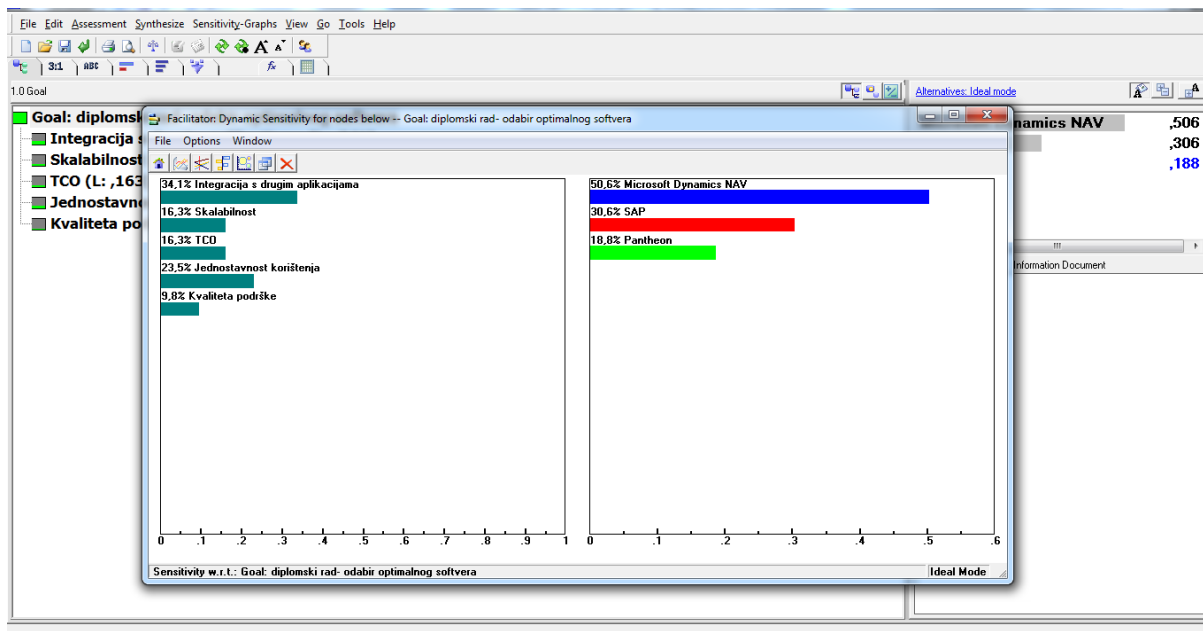 File Edit Assessment Synthesize Sensitivity-Graphs View Go Tools Help
3:1 ABC
1.0 Goal
Alternatives: Ideal mode
Goal: diplomsk
Integracija s
Skalabilnost
TCO (L: ,163
Jednostavno
Kvaliteta po
namics NAV ,506
,306
,188
Information Document
Facilitator: Dynamic Sensitivity for nodes below -- Goal: diplomski rad- odabir optimalnog softvera
File Options Window
34,1% Integracija s drugim aplikacijama
16,3% Skalabilnost
16,3% TCO
23,5% Jednostavnost korištenja
9,8% Kvaliteta podrške
0 .1 .2 .3 .4 .5 .6 .7 .8 .9 1
50,6% Microsoft Dynamics NAV
30,6% SAP
18,8% Pantheon
0 .1 .2 .3 .4 .5 .6
Sensitivity w.r.t.: Goal: diplomski rad- odabir optimalnog softvera
Ideal Mode